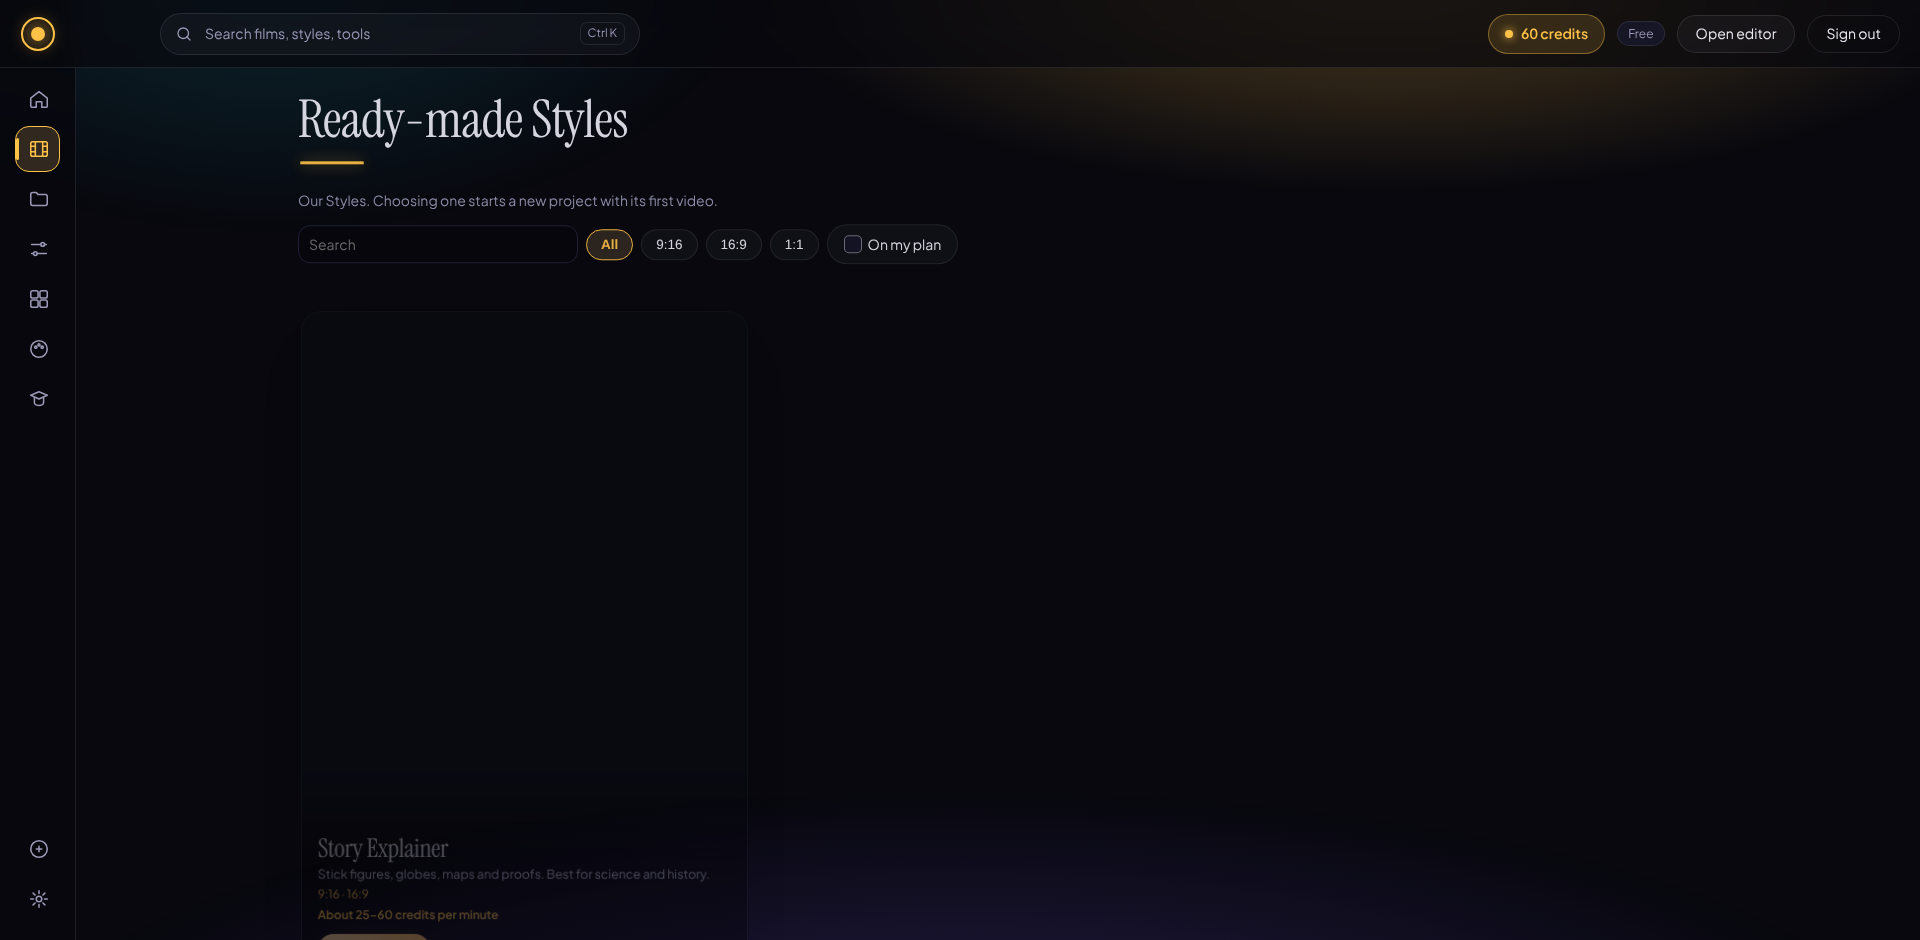 Search films, styles, tools
Ctrl K
60 credits
Free
Open editor
Sign out
Ready-made Styles
Our Styles. Choosing one starts a new project with its first video.
Search
All
9:16
16:9
1:1
On my plan
Story Explainer
Stick figures, globes, maps and proofs. Best for science and history.
9:16 · 16:9
About 25–60 credits per minute